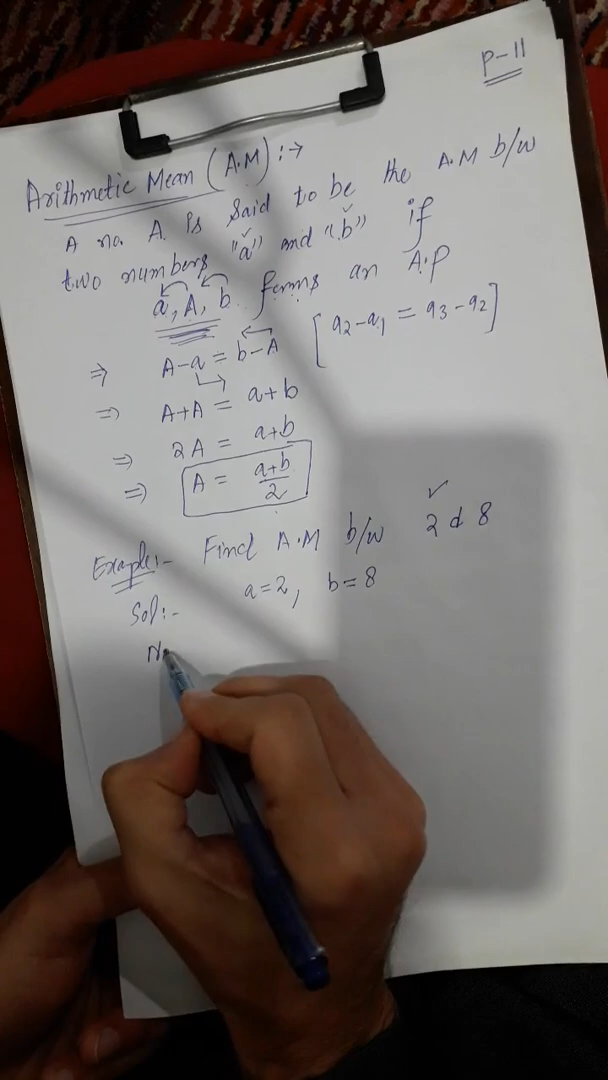 P-11
Arithmetic Mean (A.M) :→
A no. A is said to be the A.M b/w
two numbers "a" and "b" if
a, A, b forms an A.P
⇒ A-a = b-A [a2-a1 = a3-a2]
⇒ A+A = a+b
⇒ 2A = a+b
⇒ A = a+b/2
Example:- Find A.M b/w 2 & 8
Sol:- a=2, b=8
N